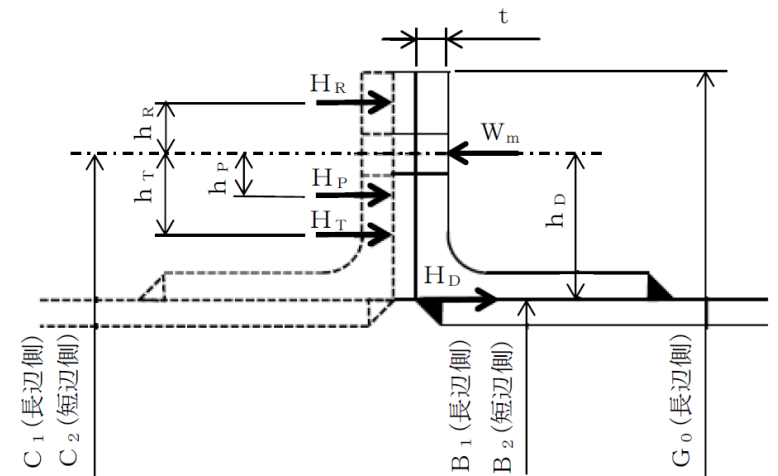 t
H R
h R
W m
h T
h P
H P
h D
H T
H D
C 1 (長辺側)
C 2 (短辺側)
B 1 (長辺側)
B 2 (短辺側)
G 0 (長辺側)